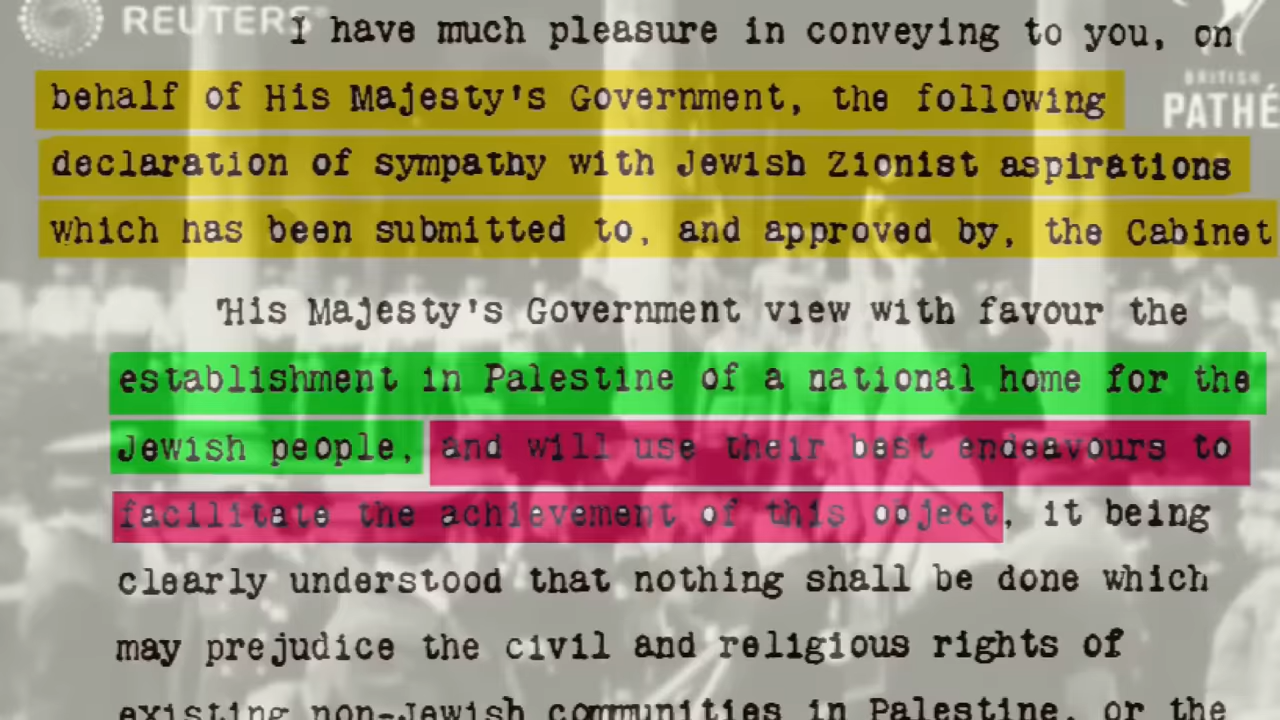 REUTERS
I have much pleasure in conveying to you, on
BRITISH
PATHÉ
behalf of His Majesty's Government, the following
declaration of sympathy with Jewish Zionist aspirations
which has been submitted to, and approved by, the Cabinet
"His Majesty's Government view with favour the
establishment in Palestine of a national home for the
Jewish people, and will use their best endeavours to
facilitate the achievement of this object, it being
clearly understood that nothing shall be done which
may prejudice the civil and religious rights of
existing non-Jewish communities in Palestine, or the